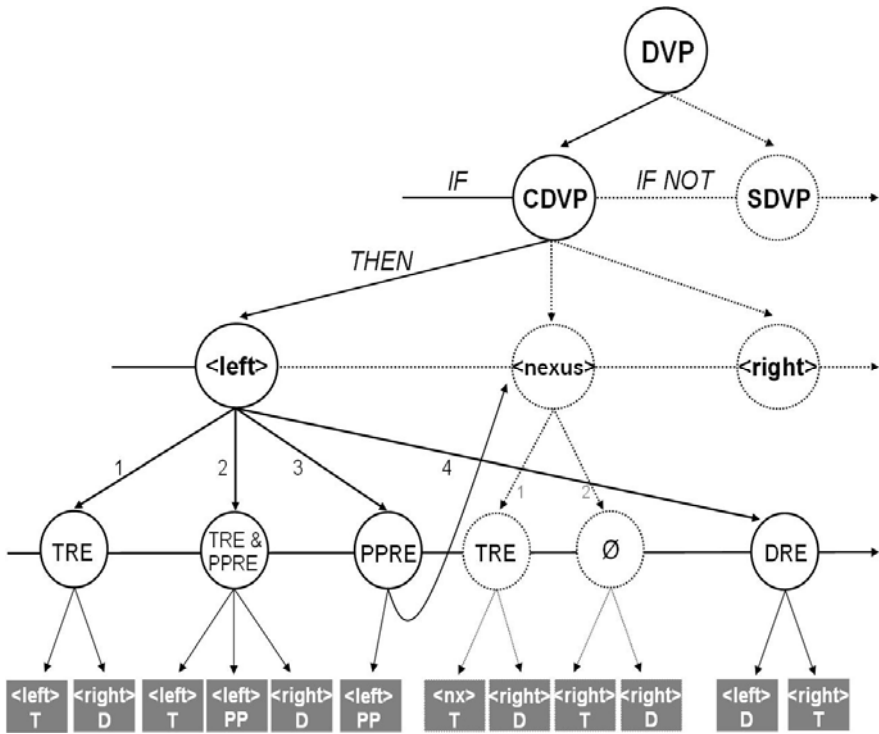 DVP
IF
CDVP
IF NOT
SDVP
THEN
<left>
<nexus>
<right>
1
2
3
4
1
2
TRE
TRE &
PPRE
PPRE
TRE
Ø
DRE
<left>
T
<right>
D
<left>
T
<left>
PP
<right>
D
<left>
PP
<nx>
T
<right>
D
<right>
T
<right>
D
<left>
D
<right>
T